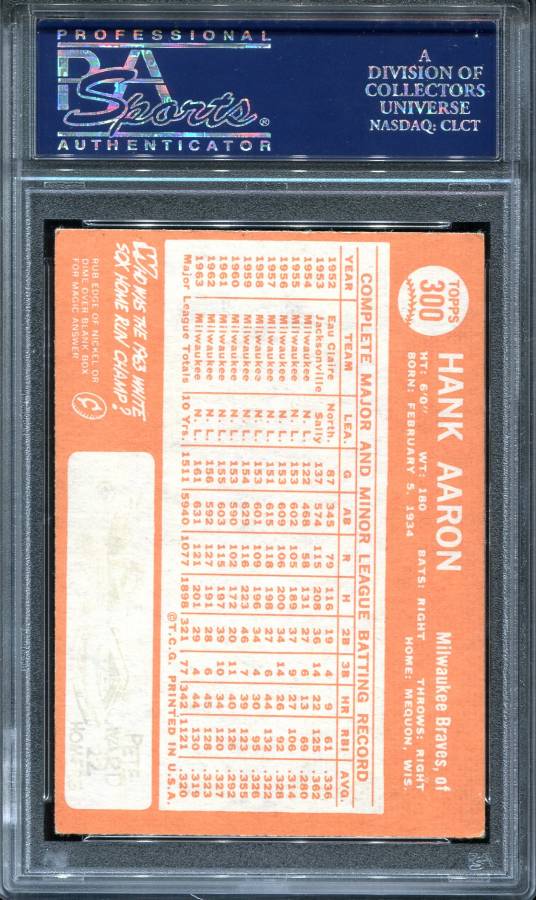 PROFESSIONAL
PSA
Sports®
AUTHENTICATOR
A
DIVISION OF
COLLECTORS
UNIVERSE
NASDAQ: CLCT
TOPPS
300
HANK AARON Milwaukee Braves, of
HT: 6'0" WT: 180 BATS: RIGHT THROWS: RIGHT
BORN: FEBRUARY 5, 1934 HOME: MEQUON, WIS.
COMPLETE MAJOR AND MINOR LEAGUE BATTING RECORD
YEAR TEAM LEA. G AB R H 2B 3B HR RBI AVG.
1952 Eau Claire North. 87 345 79 116 19 4 9 61 .336
1953 Jacksonville Sally 137 574 115 208 36 14 22 125 .362
1954 Milwaukee N. L. 122 468 58 131 27 6 13 69 .280
1955 Milwaukee N. L. 153 602 105 189 37 9 27 106 .314
1956 Milwaukee N. L. 153 609 106 200 34 14 26 92 .328
1957 Milwaukee N. L. 151 615 118 198 27 6 44 132 .322
1958 Milwaukee N. L. 153 601 109 196 34 4 30 95 .326
1959 Milwaukee N. L. 154 629 116 223 46 7 39 123 .355
1960 Milwaukee N. L. 153 590 102 172 20 11 40 126 .292
1961 Milwaukee N. L. 155 603 115 197 39 10 34 120 .327
1962 Milwaukee N. L. 156 592 127 191 28 6 45 128 .323
1963 Milwaukee N. L. 161 631 121 201 29 4 44 130 .319
Major League Totals 10 Yrs. 1511 5940 1077 1898 321 77 342 1121 .320
©T.C.G. PRINTED IN U.S.A.
WHO WAS THE 1963 WHITE
SOX HOME RUN CHAMP?
RUB EDGE OF NICKEL OR
DIME OVER BLANK BOX
FOR MAGIC ANSWER
PETE
WARD
22
HOMERS